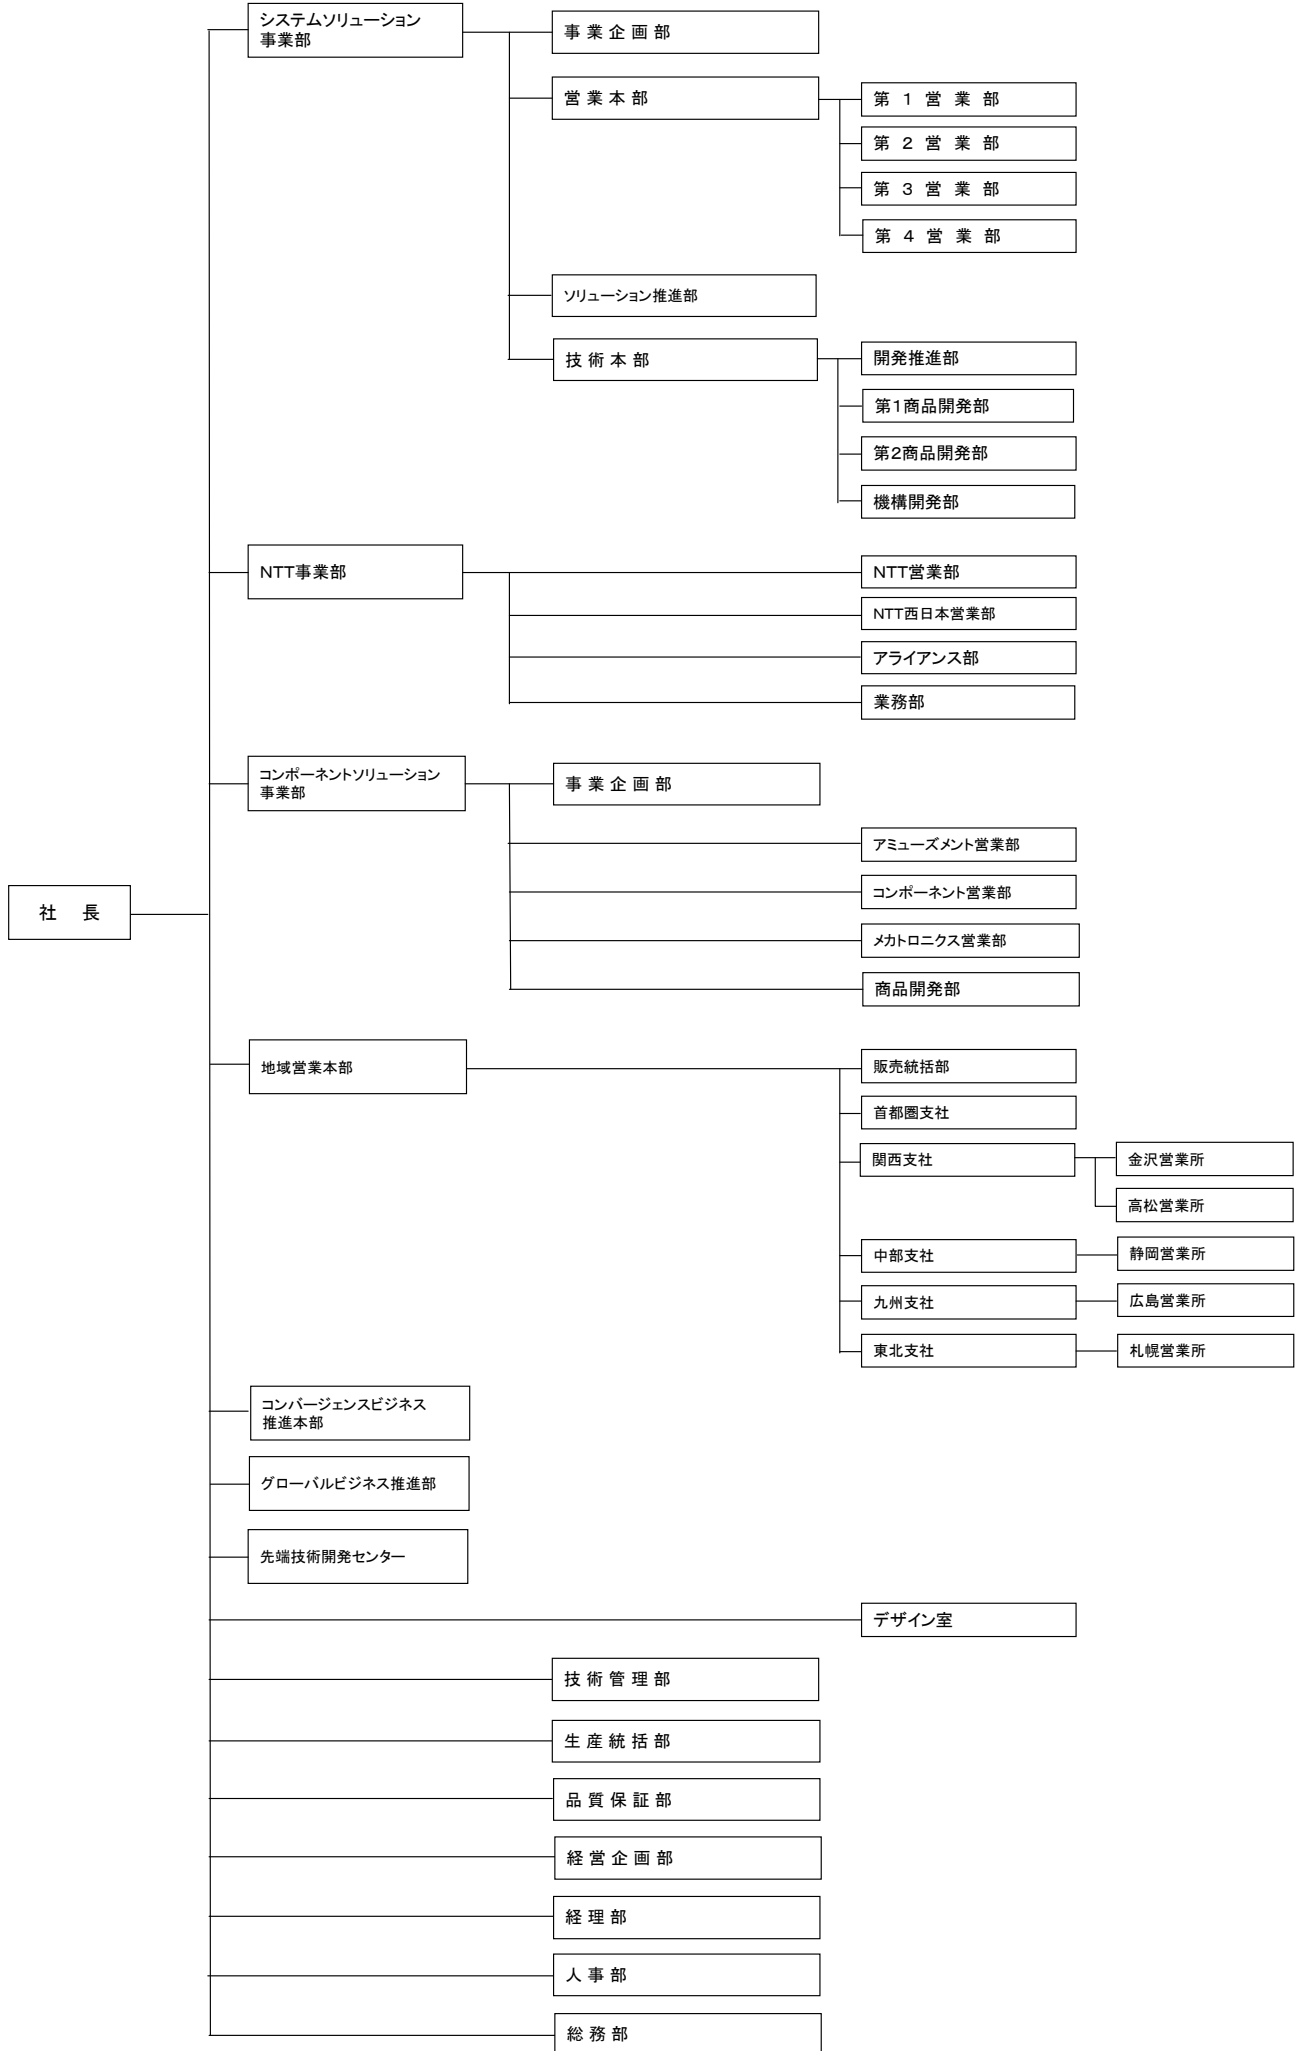 システムソリューション
事業部
事業企画部
営業本部
第1営業部
第2営業部
第3営業部
第4営業部
ソリューション推進部
技術本部
開発推進部
第1商品開発部
第2商品開発部
機構開発部
NTT事業部
NTT営業部
NTT西日本営業部
アライアンス部
業務部
コンポーネントソリューション
事業部
事業企画部
アミューズメント営業部
コンポーネント営業部
メカトロニクス営業部
商品開発部
社長
地域営業本部
販売統括部
首都圏支社
関西支社
金沢営業所
高松営業所
中部支社
静岡営業所
九州支社
広島営業所
東北支社
札幌営業所
コンバージェンスビジネス
推進本部
グローバルビジネス推進部
先端技術開発センター
デザイン室
技術管理部
生産統括部
品質保証部
経営企画部
経理部
人事部
総務部